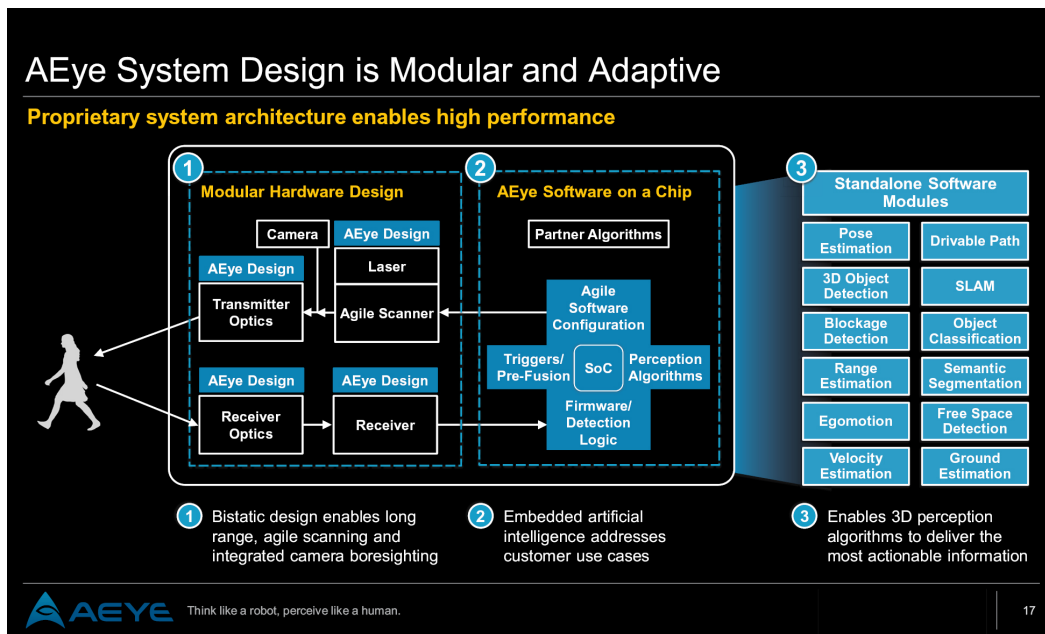 AEye System Design is Modular and Adaptive
Proprietary system architecture enables high performance
1
Modular Hardware Design
Camera
AEye Design
Laser
Agile Scanner
AEye Design
Transmitter
Optics
AEye Design
Receiver
Optics
AEye Design
Receiver
2
AEye Software on a Chip
Partner Algorithms
Agile
Software
Configuration
Triggers/
Pre-Fusion
SoC
Perception
Algorithms
Firmware/
Detection
Logic
3
Standalone Software
Modules
Pose
Estimation
Drivable Path
3D Object
Detection
SLAM
Blockage
Detection
Object
Classification
Range
Estimation
Semantic
Segmentation
Egomotion
Free Space
Detection
Velocity
Estimation
Ground
Estimation
1
Bistatic design enables long
range, agile scanning and
integrated camera boresighting
2
Embedded artificial
intelligence addresses
customer use cases
3
Enables 3D perception
algorithms to deliver the
most actionable information
AEYE
Think like a robot, perceive like a human.
17